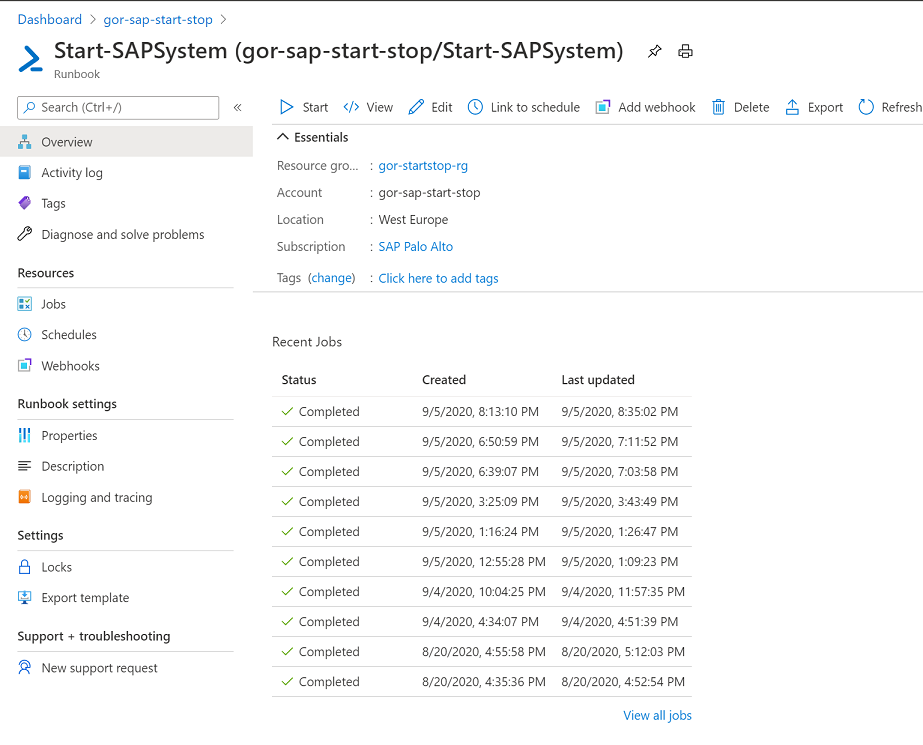 Dashboard > gor-sap-start-stop >
Start-SAPSystem (gor-sap-start-stop/Start-SAPSystem)
Runbook
Search (Ctrl+/) «
Overview
Activity log
Tags
Diagnose and solve problems
Resources
Jobs
Schedules
Webhooks
Runbook settings
Properties
Description
Logging and tracing
Settings
Locks
Export template
Support + troubleshooting
New support request
Start View Edit Link to schedule Add webhook Delete Export Refresh
Essentials
Resource gro... : gor-startstop-rg
Account : gor-sap-start-stop
Location : West Europe
Subscription : SAP Palo Alto
Tags (change) : Click here to add tags
Recent Jobs
Status Created Last updated
Completed 9/5/2020, 8:13:10 PM 9/5/2020, 8:35:02 PM
Completed 9/5/2020, 6:50:59 PM 9/5/2020, 7:11:52 PM
Completed 9/5/2020, 6:39:07 PM 9/5/2020, 7:03:58 PM
Completed 9/5/2020, 3:25:09 PM 9/5/2020, 3:43:49 PM
Completed 9/5/2020, 1:16:24 PM 9/5/2020, 1:26:47 PM
Completed 9/5/2020, 12:55:28 PM 9/5/2020, 1:09:23 PM
Completed 9/4/2020, 10:04:25 PM 9/4/2020, 11:57:35 PM
Completed 9/4/2020, 4:34:07 PM 9/4/2020, 4:51:39 PM
Completed 8/20/2020, 4:55:58 PM 8/20/2020, 5:12:03 PM
Completed 8/20/2020, 4:35:36 PM 8/20/2020, 4:52:54 PM
View all jobs